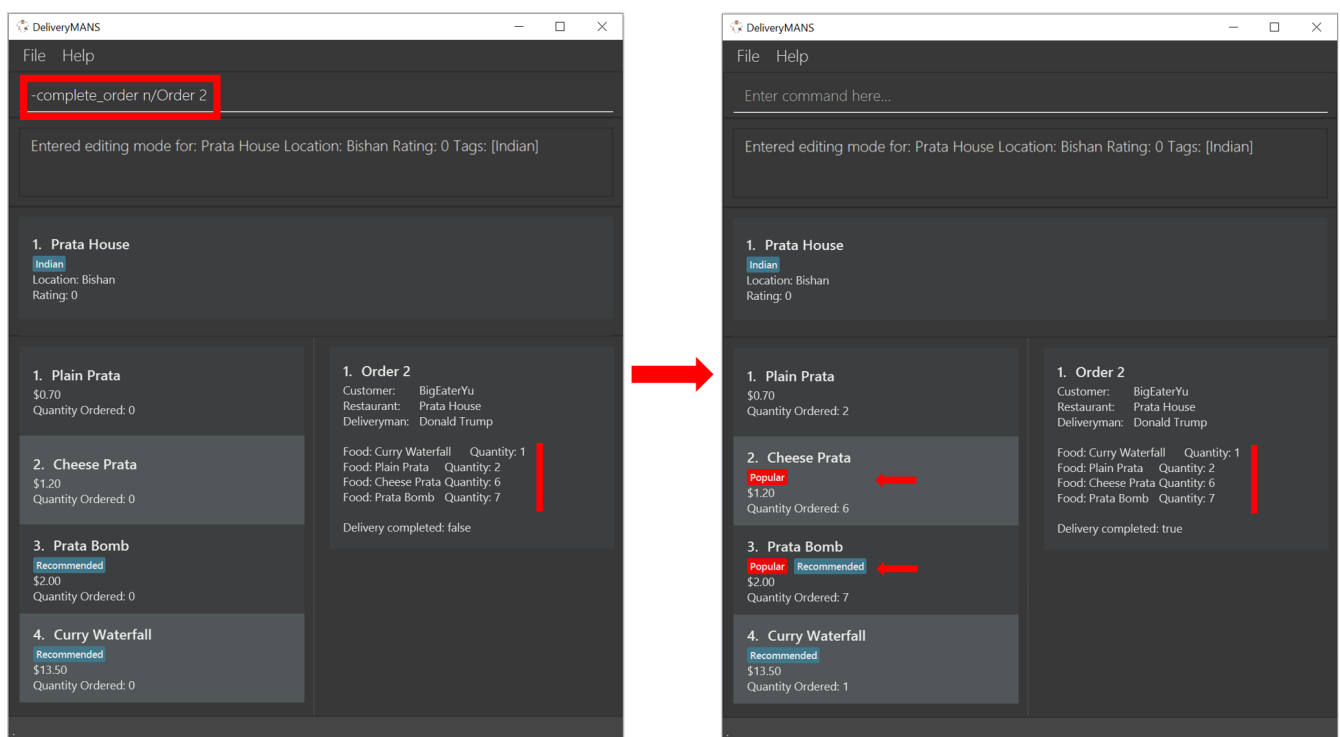 DeliveryMANS
File Help
-complete_order n/Order 2
Entered editing mode for: Prata House Location: Bishan Rating: 0 Tags: [Indian]
1. Prata House
Indian
Location: Bishan
Rating: 0
1. Plain Prata
$0.70
Quantity Ordered: 0
2. Cheese Prata
$1.20
Quantity Ordered: 0
3. Prata Bomb
Recommended
$2.00
Quantity Ordered: 0
4. Curry Waterfall
Recommended
$13.50
Quantity Ordered: 0
1. Order 2
Customer: BigEaterYu
Restaurant: Prata House
Deliveryman: Donald Trump
Food: Curry Waterfall Quantity: 1
Food: Plain Prata Quantity: 2
Food: Cheese Prata Quantity: 6
Food: Prata Bomb Quantity: 7
Delivery completed: false
DeliveryMANS
File Help
Enter command here...
Entered editing mode for: Prata House Location: Bishan Rating: 0 Tags: [Indian]
1. Prata House
Indian
Location: Bishan
Rating: 0
1. Plain Prata
$0.70
Quantity Ordered: 2
2. Cheese Prata
Popular
$1.20
Quantity Ordered: 6
3. Prata Bomb
Popular Recommended
$2.00
Quantity Ordered: 7
4. Curry Waterfall
Recommended
$13.50
Quantity Ordered: 1
1. Order 2
Customer: BigEaterYu
Restaurant: Prata House
Deliveryman: Donald Trump
Food: Curry Waterfall Quantity: 1
Food: Plain Prata Quantity: 2
Food: Cheese Prata Quantity: 6
Food: Prata Bomb Quantity: 7
Delivery completed: true